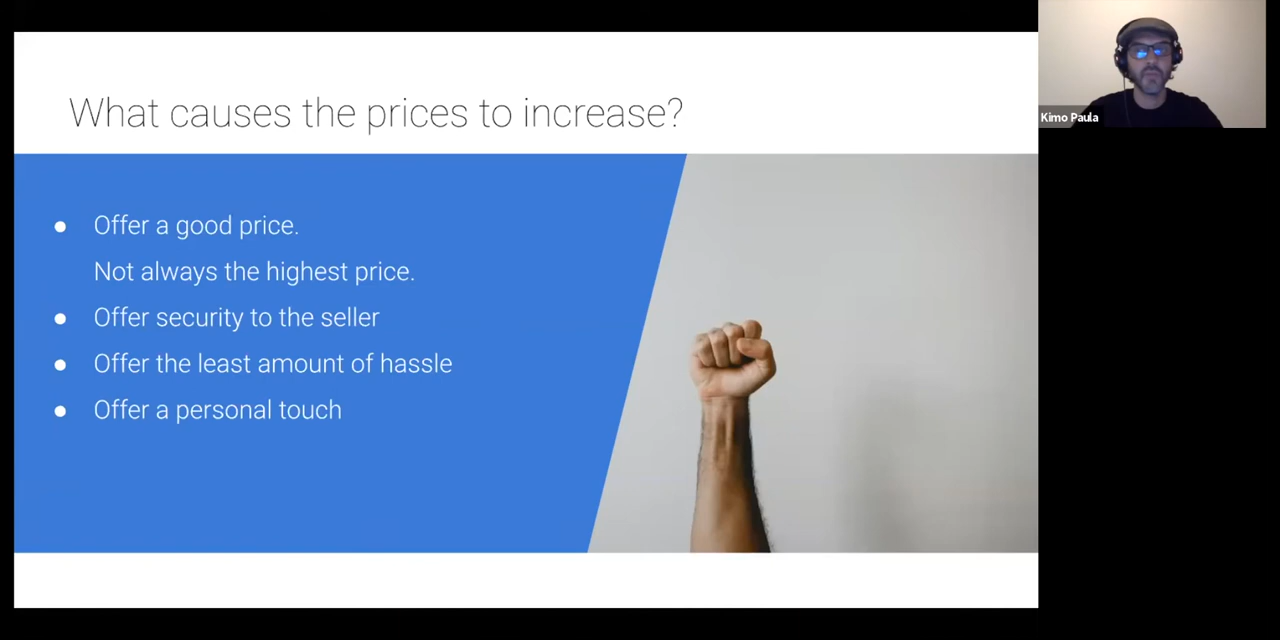 What causes the prices to increase?
● Offer a good price.
Not always the highest price.
● Offer security to the seller
● Offer the least amount of hassle
● Offer a personal touch
Kimo Paula